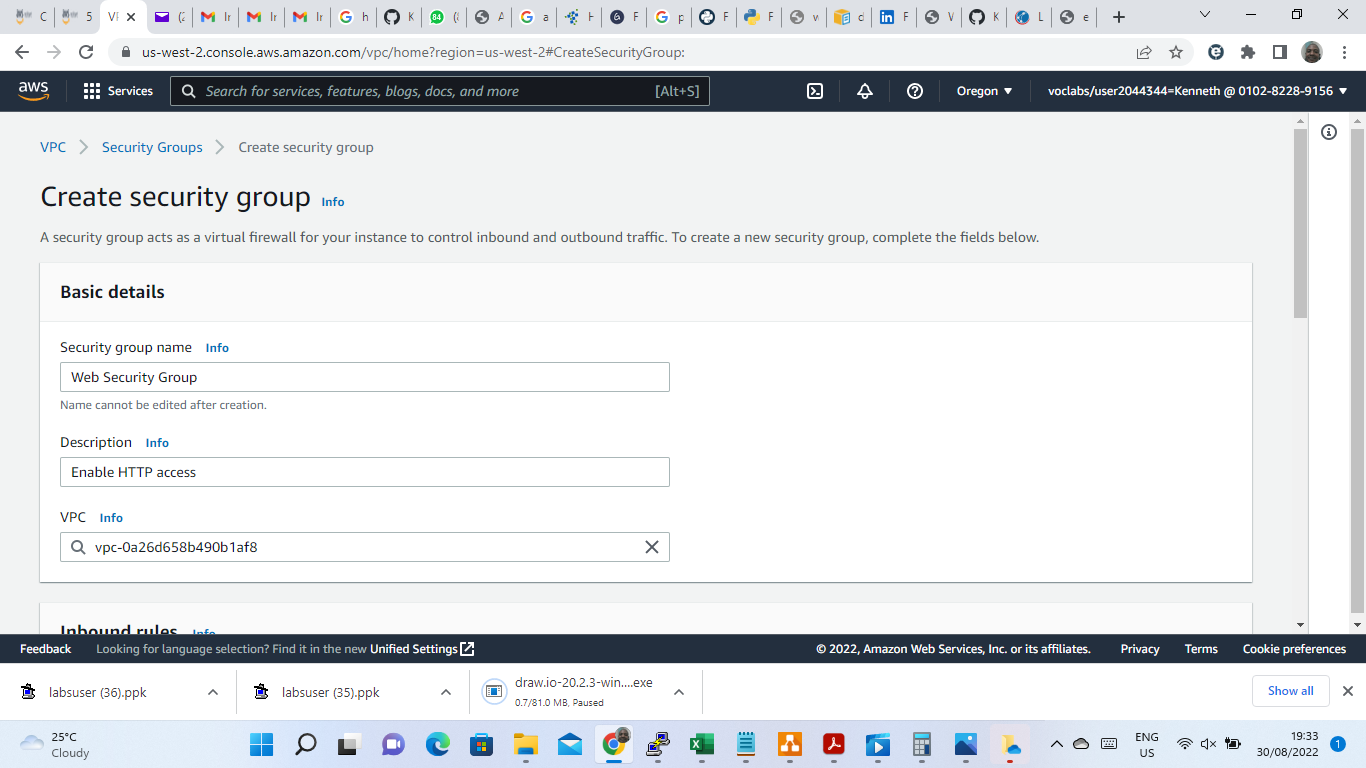 C
5
VP
(2
Ir
Ir
Ir
h
K
84
(8
A
a
H
F
p
F
F
v
d
F
V
K
L
e
us-west-2.console.aws.amazon.com/vpc/home?region=us-west-2#CreateSecurityGroup:
aws
Services
Search for services, features, blogs, docs, and more
[Alt+S]
Oregon
voclabs/user2044344=Kenneth @ 0102-8228-9156
VPC
Security Groups
Create security group
Create security group Info
A security group acts as a virtual firewall for your instance to control inbound and outbound traffic. To create a new security group, complete the fields below.
Basic details
Security group name Info
Web Security Group
Name cannot be edited after creation.
Description Info
Enable HTTP access
VPC Info
vpc-0a26d658b490b1af8
Inbound rules Info
Feedback
Looking for language selection? Find it in the new Unified Settings
© 2022, Amazon Web Services, Inc. or its affiliates.
Privacy
Terms
Cookie preferences
labsuser (36).ppk
labsuser (35).ppk
draw.io-20.2.3-win....exe
0.7/81.0 MB, Paused
Show all
25°C
Cloudy
ENG
US
19:33
30/08/2022
1